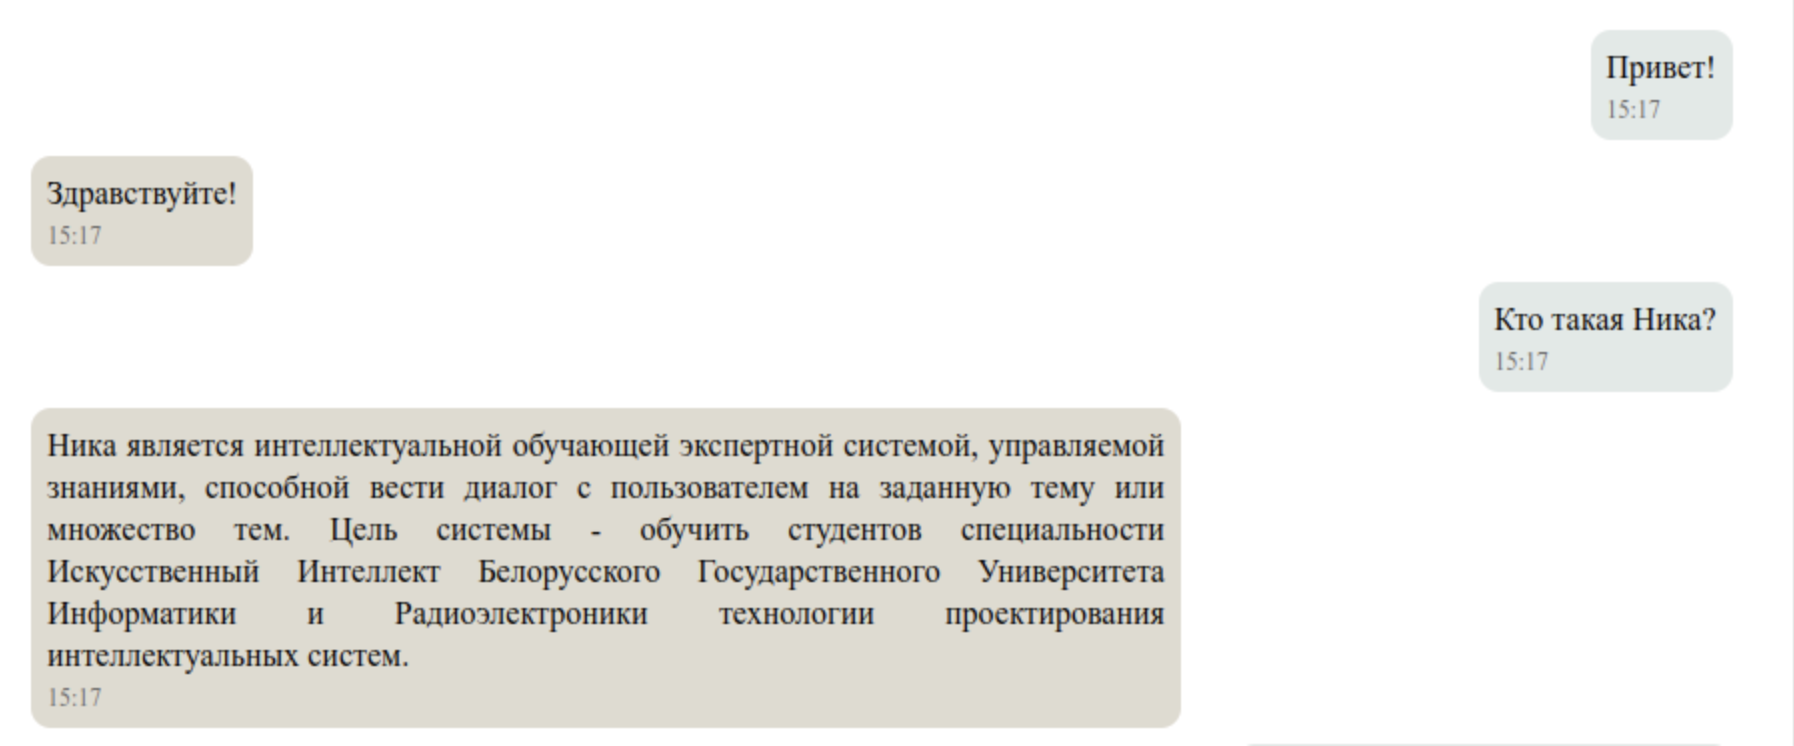 Привет!
15:17
Здравствуйте!
15:17
Кто такая Ника?
15:17
Ника является интеллектуальной обучающей экспертной системой, управляемой
знаниями, способной вести диалог с пользователем на заданную тему или
множество тем. Цель системы - обучить студентов специальности
Искусственный Интеллект Белорусского Государственного Университета
Информатики и Радиоэлектроники технологии проектирования
интеллектуальных систем.
15:17